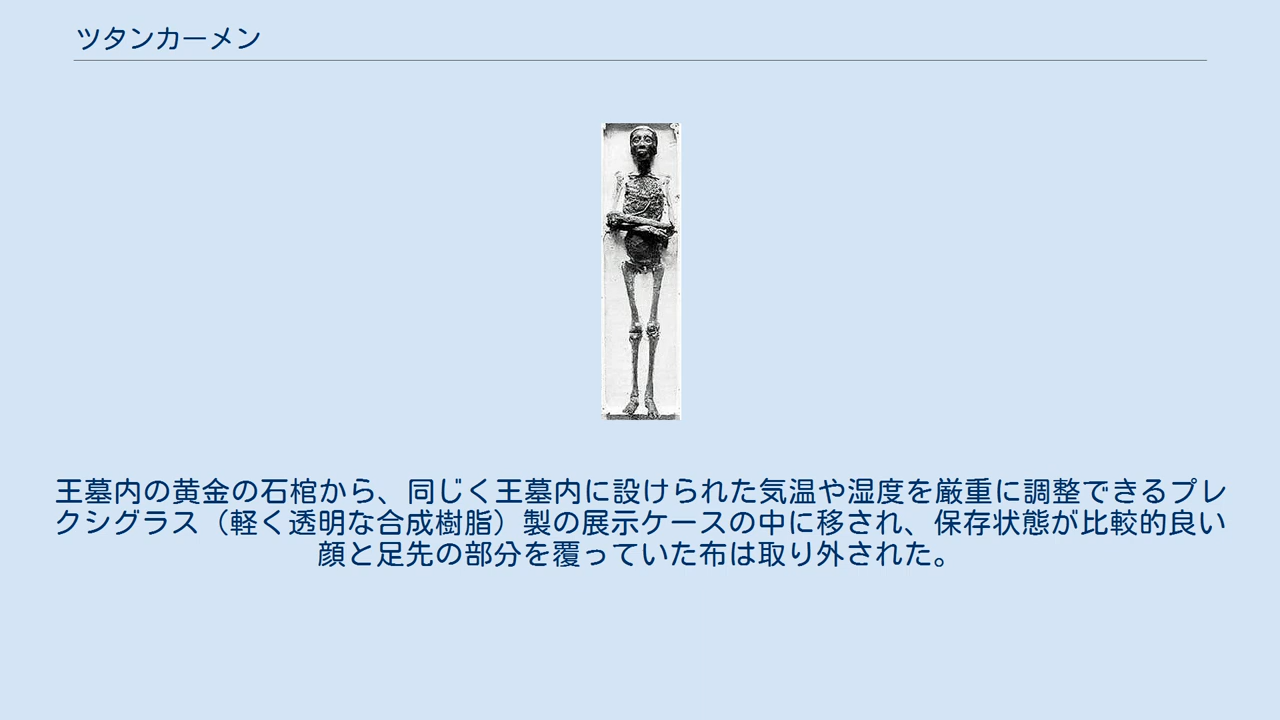 ツタンカーメン
王墓内の黄金の石棺から、同じく王墓内に設けられた気温や湿度を厳重に調整できるプレ
クシグラス（軽く透明な合成樹脂）製の展示ケースの中に移され、保存状態が比較的良い
顔と足先の部分を覆っていた布は取り外された。